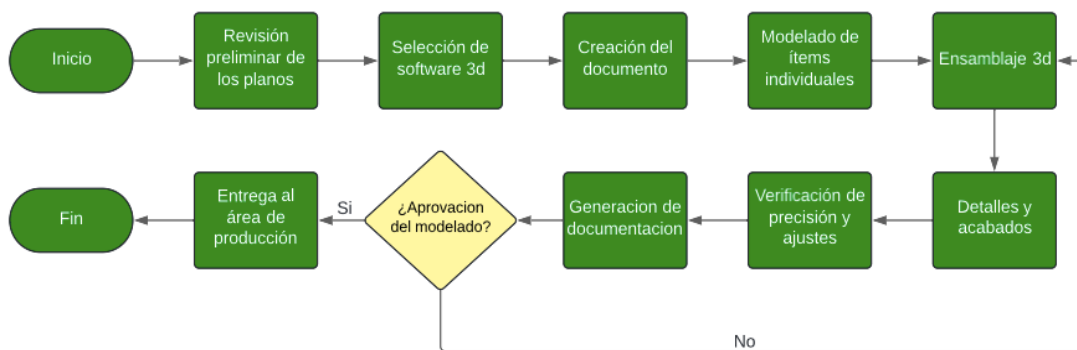 Inicio
Revisión
preliminar de
los planos
Selección de
software 3d
Creación del
documento
Modelado de
ítems
individuales
Ensamblaje 3d
Fin
Entrega al
área de
producción
Si
¿Aprovacion
del modelado?
Generacion de
documentacion
Verificación de
precisión y
ajustes
Detalles y
acabados
No